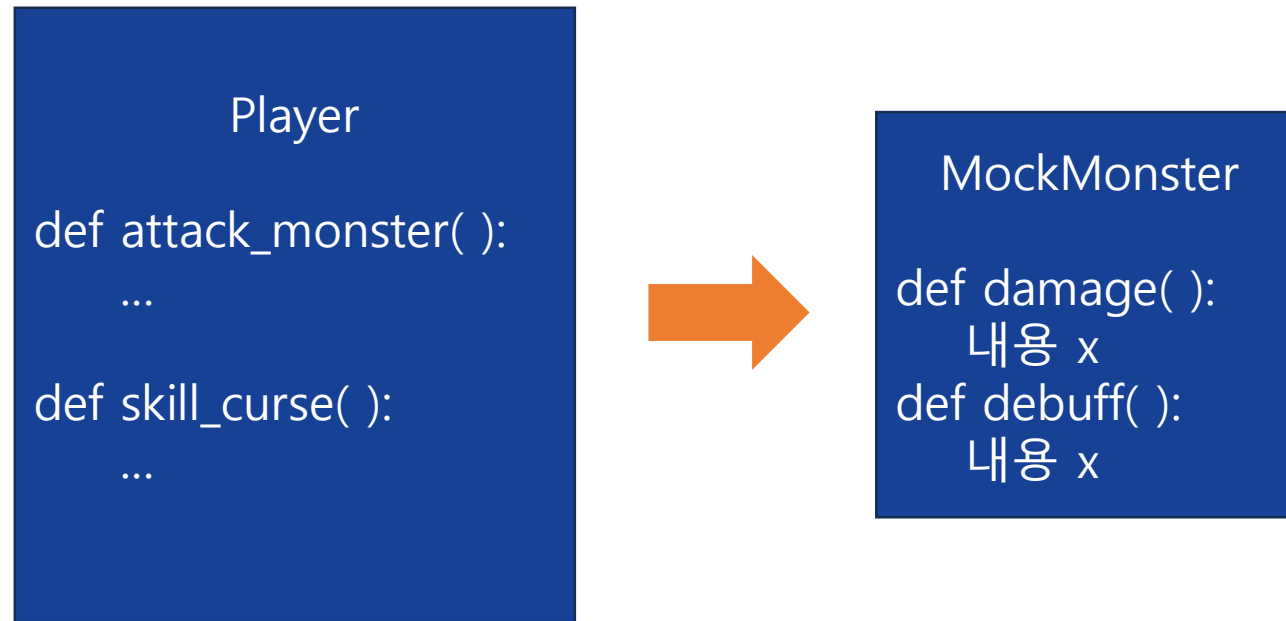 Player
def attack_monster( ):
...
def skill_curse( ):
...
MockMonster
def damage( ):
내용 x
def debuff( ):
내용 x